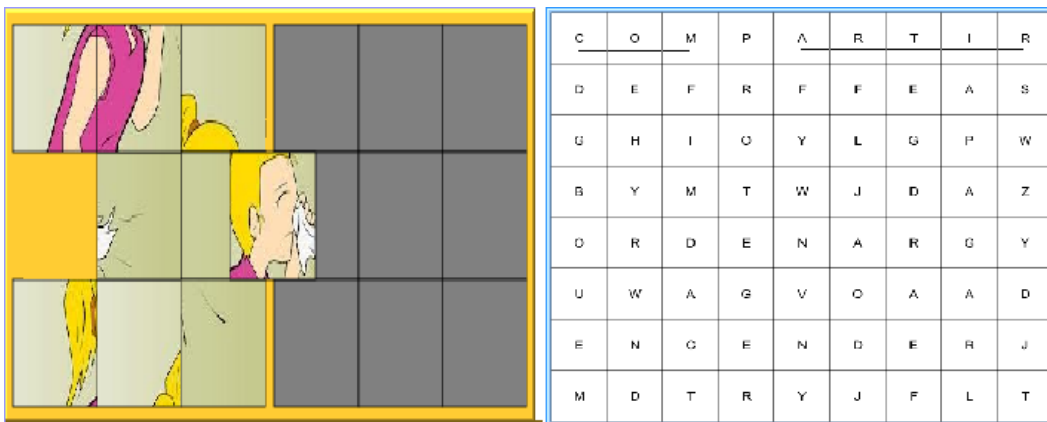 C O M P A R T I R
D E F R F F E A S
G H I O Y L G P W
B Y M T W J D A Z
O R D E N A R G Y
U W A G V O A A D
E N C E N D E R J
M D T R Y J F L T